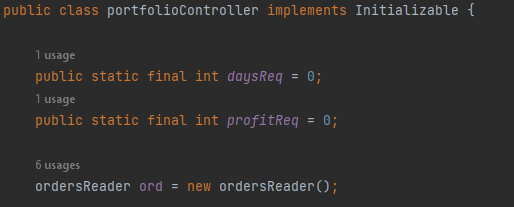 public class portfolioController implements Initializable {
1 usage
public static final int daysReq = 0;
1 usage
public static final int profitReq = 0;
6 usages
ordersReader ord = new ordersReader();